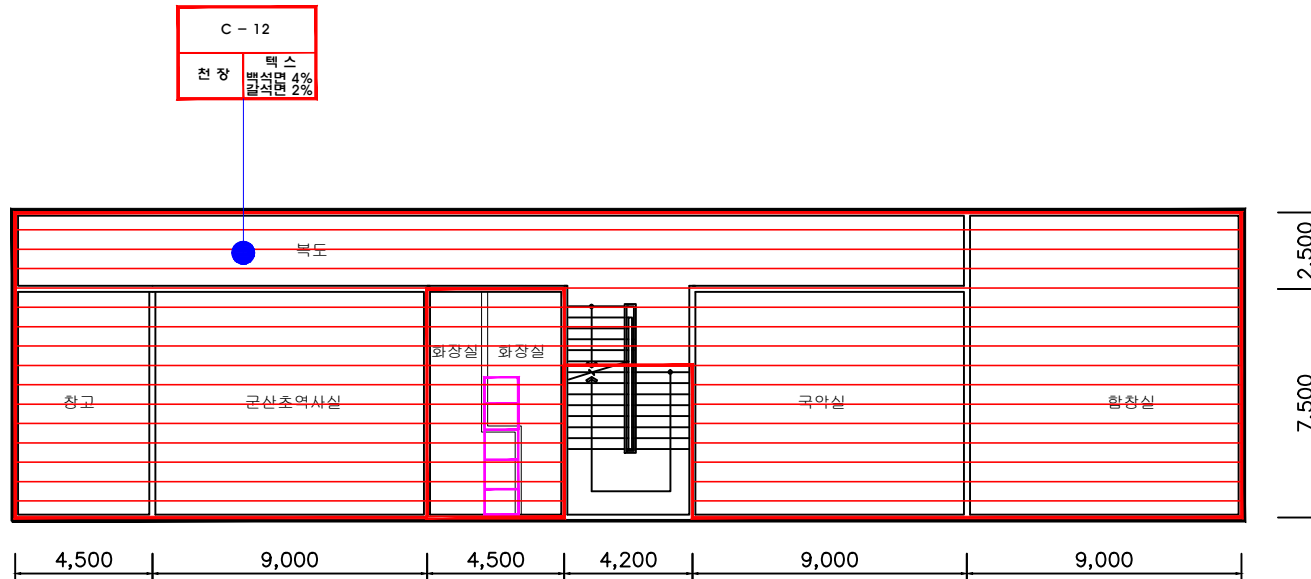 C - 12
천 장
텍 스
백석면 4%
갈석면 2%
복도
2,500
화장실
화장실
창고
군산초역사실
국악실
합창실
7,500
4,500
9,000
4,500
4,200
9,000
9,000